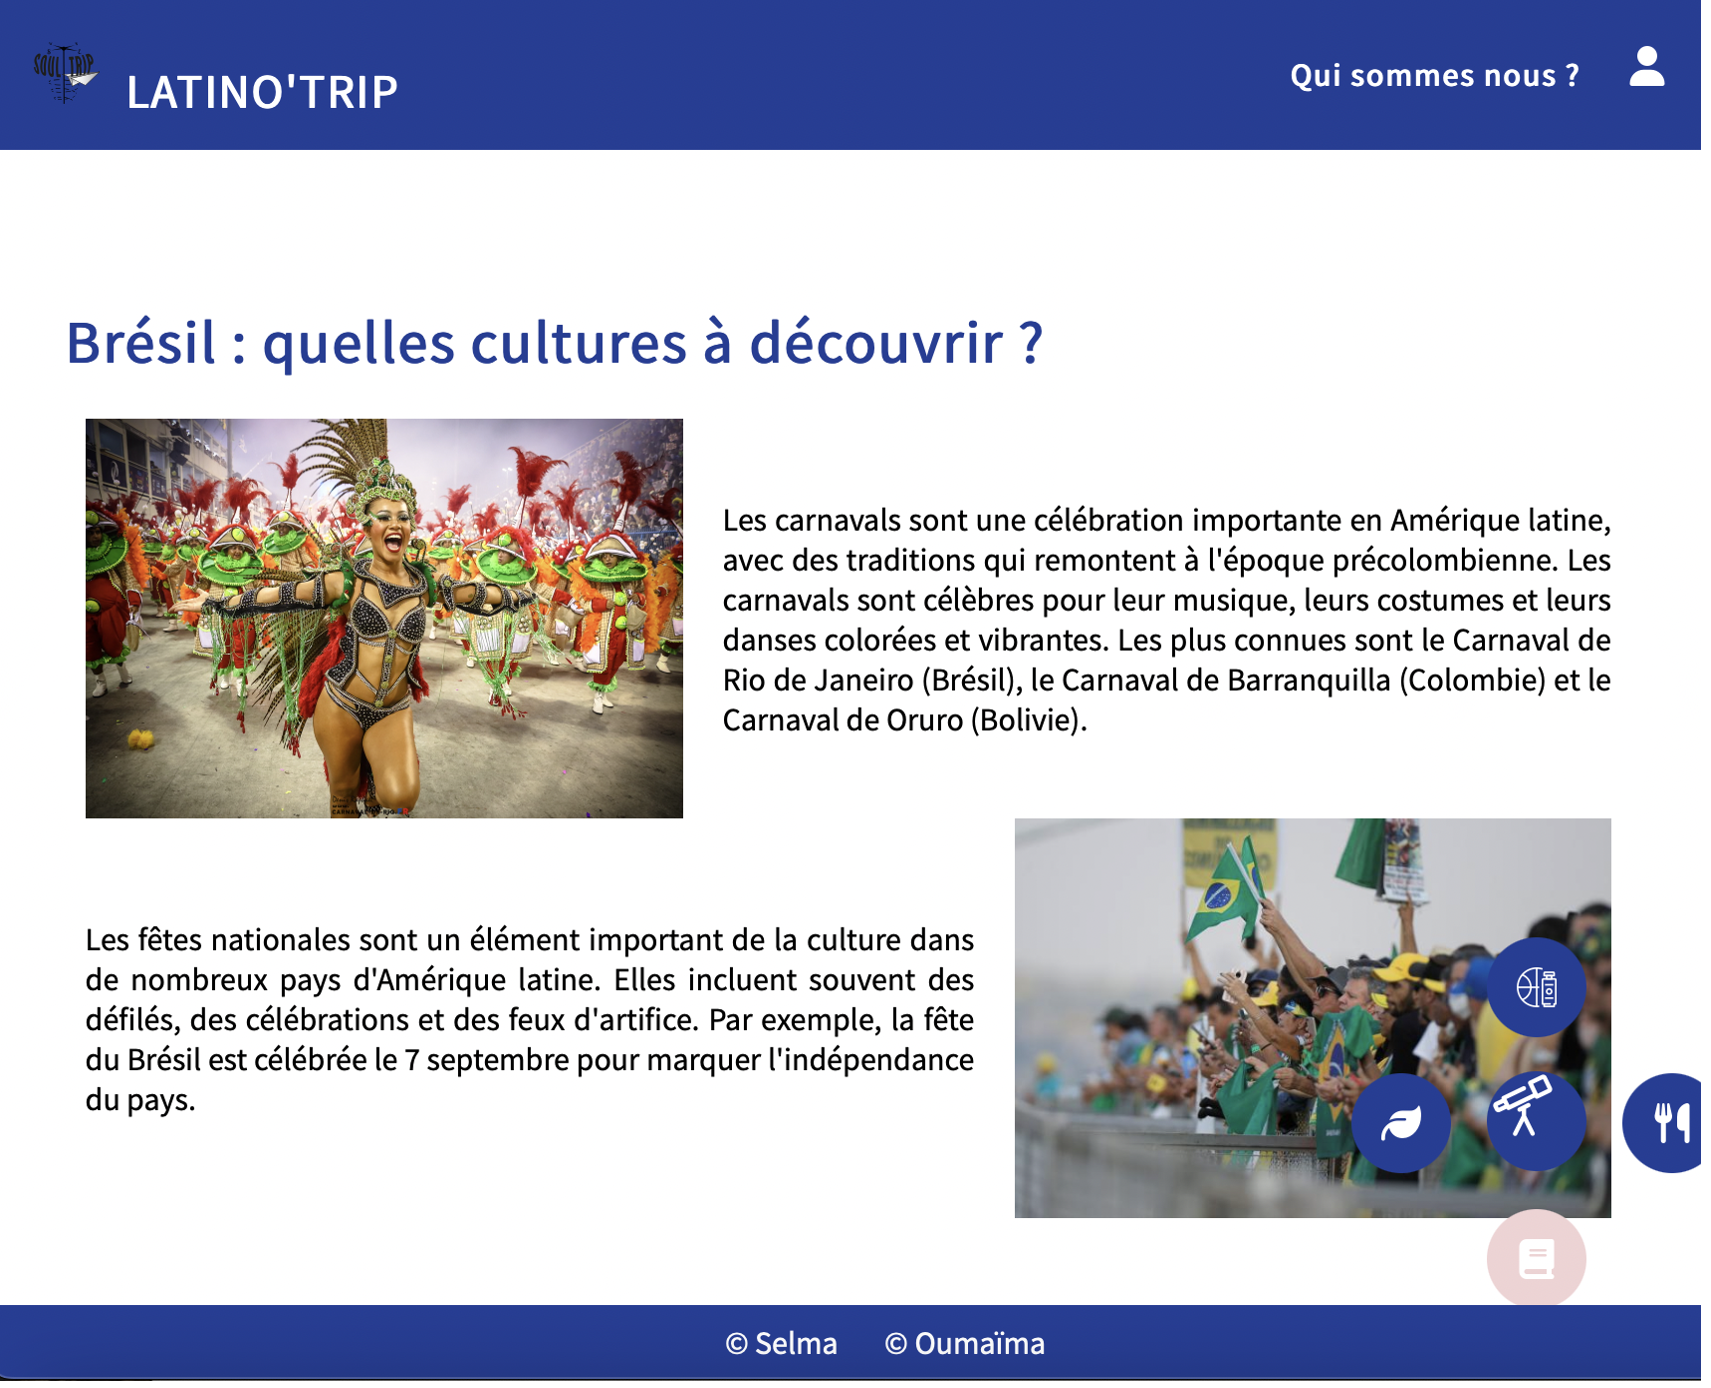 SOUL TRIP
LATINO'TRIP
Qui sommes nous ?
Brésil : quelles cultures à découvrir ?
Les carnavals sont une célébration importante en Amérique latine,
avec des traditions qui remontent à l'époque précolombienne. Les
carnavals sont célèbres pour leur musique, leurs costumes et leurs
danses colorées et vibrantes. Les plus connues sont le Carnaval de
Rio de Janeiro (Brésil), le Carnaval de Barranquilla (Colombie) et le
Carnaval de Oruro (Bolivie).
Les fêtes nationales sont un élément important de la culture dans
de nombreux pays d'Amérique latine. Elles incluent souvent des
défilés, des célébrations et des feux d'artifice. Par exemple, la fête
du Brésil est célébrée le 7 septembre pour marquer l'indépendance
du pays.
© Selma
© Oumaïma